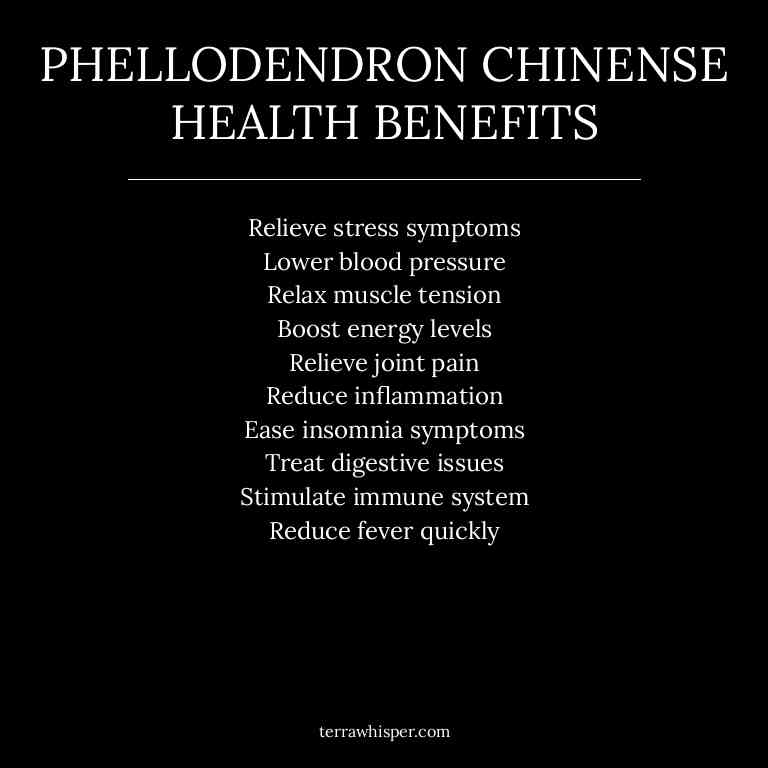 PHELLODENDRON CHINENSE
HEALTH BENEFITS
Relieve stress symptoms
Lower blood pressure
Relax muscle tension
Boost energy levels
Relieve joint pain
Reduce inflammation
Ease insomnia symptoms
Treat digestive issues
Stimulate immune system
Reduce fever quickly
terrawhisper.com